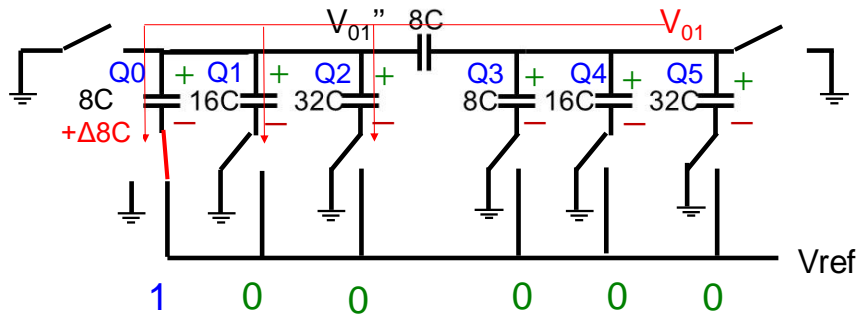 V01” 8C V01
Q0 + Q1 + Q2 + Q3 + Q4 + Q5 +
8C 16C 32C 8C 16C 32C
+Δ8C − − − − − −
Vref
1 0 0 0 0 0